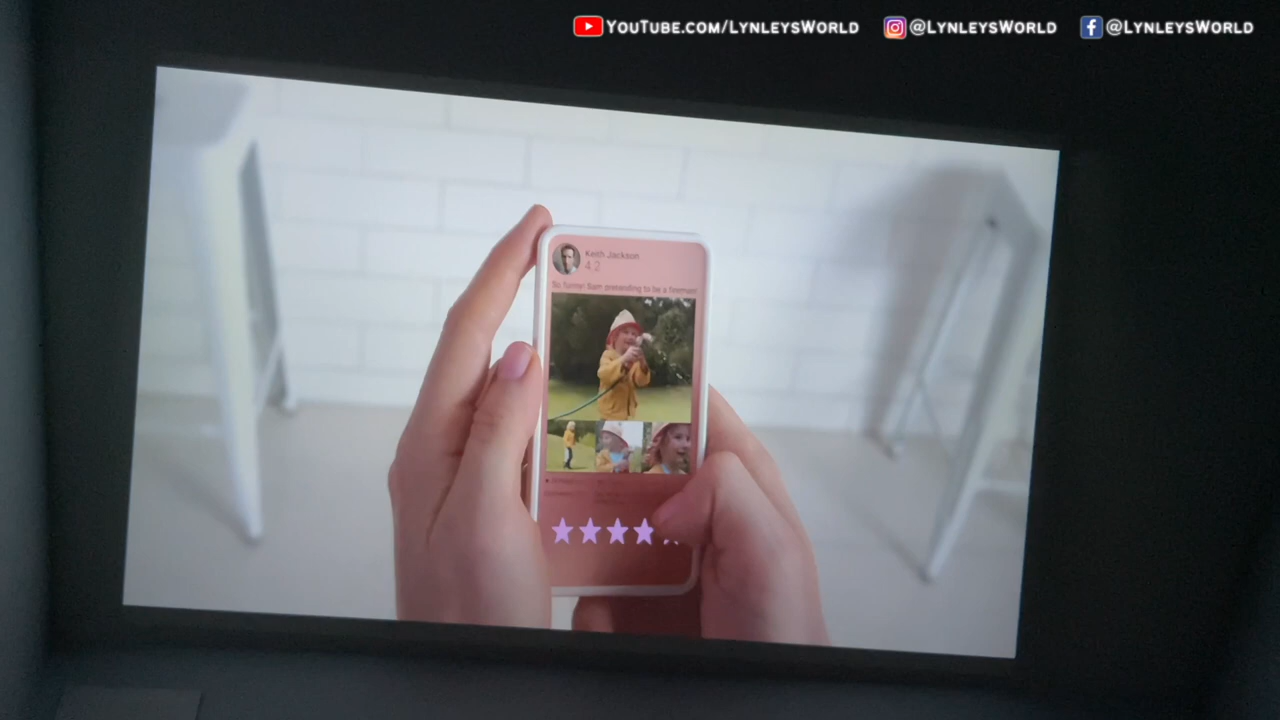 YouTube.com/LynleysWorld @LynleysWorld @LynleysWorld
Keith Jackson
4.2
So funny! Sam pretending to be a fireman!